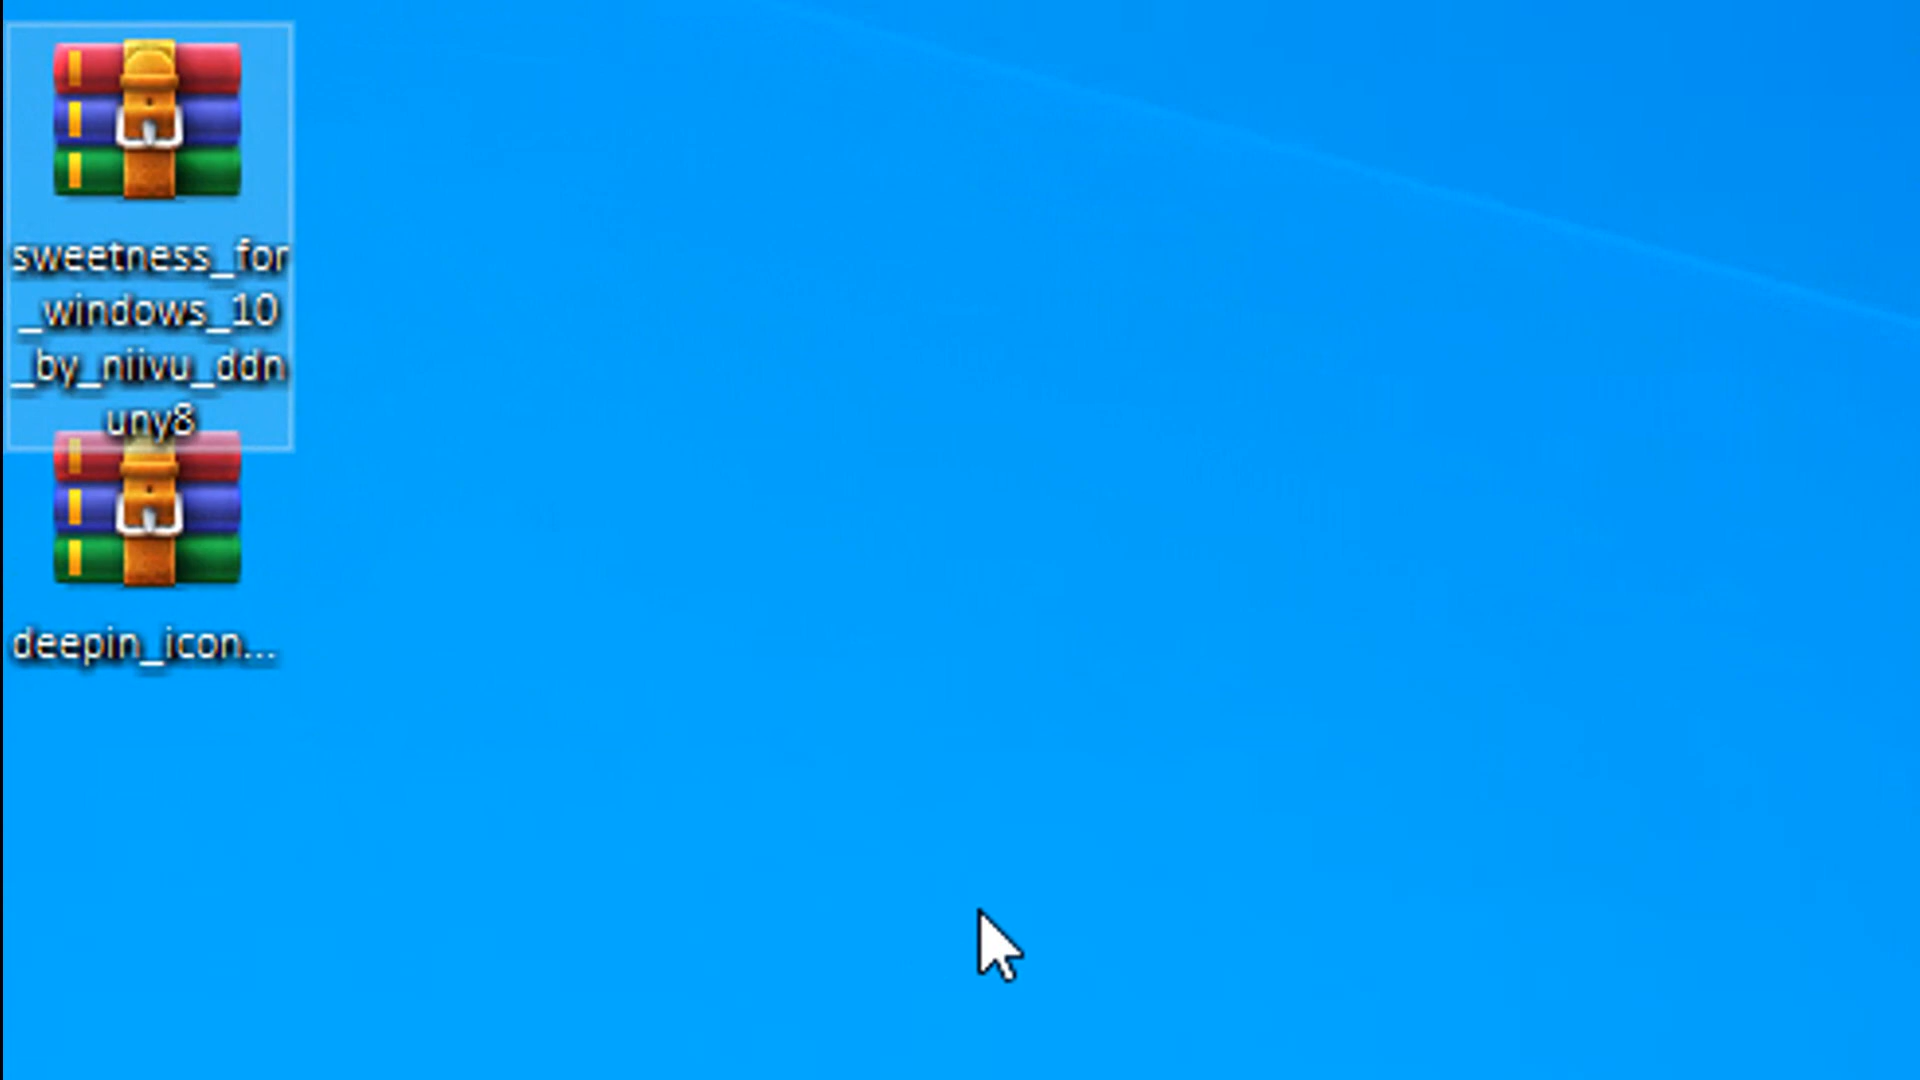 sweetness_for
_windows_10
_by_niivu_ddn
uny8
deepin_icon...